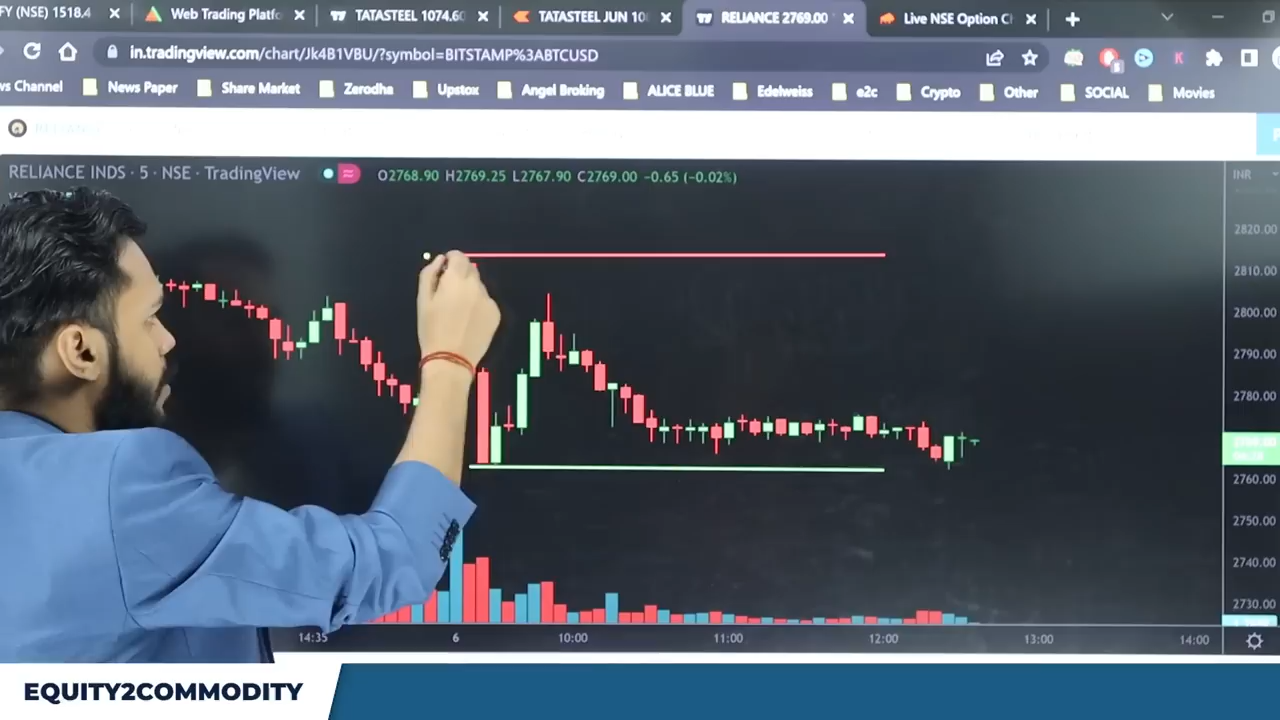 FY (NSE) 1518.4
Web Trading Platfo
TATASTEEL 1074.60
TATASTEEL JUN 10
RELIANCE 2769.00
Live NSE Option Ch
in.tradingview.com/chart/Jk4B1VBU/?symbol=BITSTAMP%3ABTCUSD
ws Channel
News Paper
Share Market
Zerodha
Upstox
Angel Broking
ALICE BLUE
Edelweiss
e2c
Crypto
Other
SOCIAL
Movies
RELIANCE INDS · 5 · NSE · TradingView
O2768.90 H2769.25 L2767.90 C2769.00 −0.65 (−0.02%)
INR
2820.00
2810.00
2800.00
2790.00
2780.00
2760.00
2750.00
2740.00
2730.00
14:35
6
10:00
11:00
12:00
13:00
14:00
EQUITY2COMMODITY